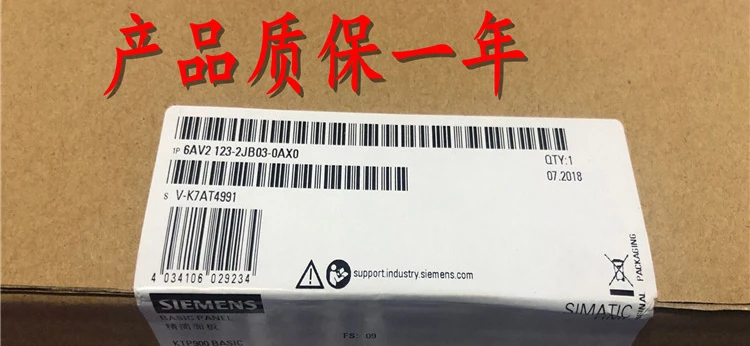 产品质保一年
1P 6AV2 123-2JB03-0AX0
QTY:1
07.2018
S V-K7AT4991
4 034106 029234
support.industry.siemens.com
SIEMENS
SIMATIC
BASIC PANEL
精简面板
KTP900 BASIC
FS: 09